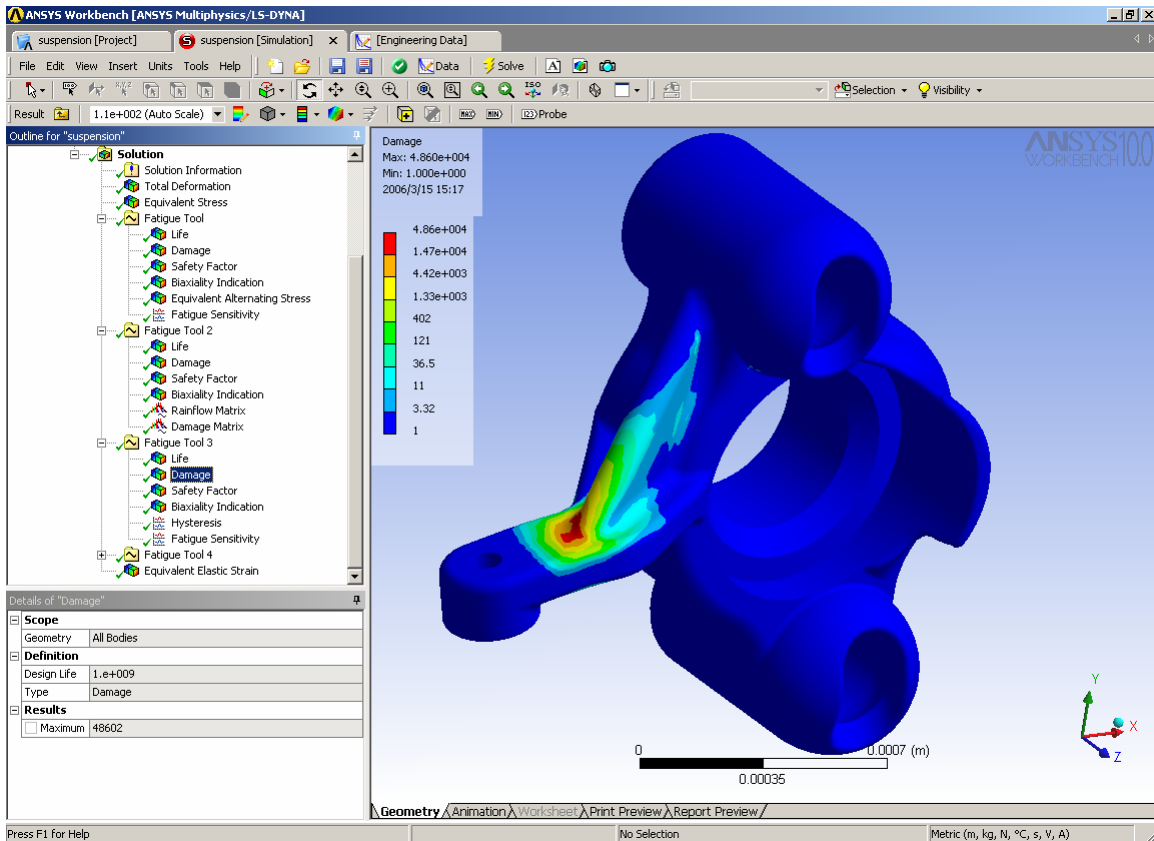 ANSYS Workbench [ANSYS Multiphysics/LS-DYNA]
suspension [Project]
suspension [Simulation]
[Engineering Data]
File Edit View Insert Units Tools Help
Data
Solve
Selection
Visibility
Result
1.1e+002 (Auto Scale)
MAX
MIN
Probe
Outline for "suspension"
Solution
Solution Information
Total Deformation
Equivalent Stress
Fatigue Tool
Life
Damage
Safety Factor
Biaxiality Indication
Equivalent Alternating Stress
Fatigue Sensitivity
Fatigue Tool 2
Life
Damage
Safety Factor
Biaxiality Indication
Rainflow Matrix
Damage Matrix
Fatigue Tool 3
Life
Damage
Safety Factor
Biaxiality Indication
Hysteresis
Fatigue Sensitivity
Fatigue Tool 4
Equivalent Elastic Strain
Details of "Damage"
Scope
Geometry All Bodies
Definition
Design Life 1.e+009
Type Damage
Results
Maximum 48602
Damage
Max: 4.860e+004
Min: 1.000e+000
2006/3/15 15:17
4.86e+004
1.47e+004
4.42e+003
1.33e+003
402
121
36.5
11
3.32
1
ANSYS 10.0
WORKBENCH
Y
X
Z
0
0.0007 (m)
0.00035
Geometry Animation Worksheet Print Preview Report Preview
Press F1 for Help
No Selection
Metric (m, kg, N, °C, s, V, A)